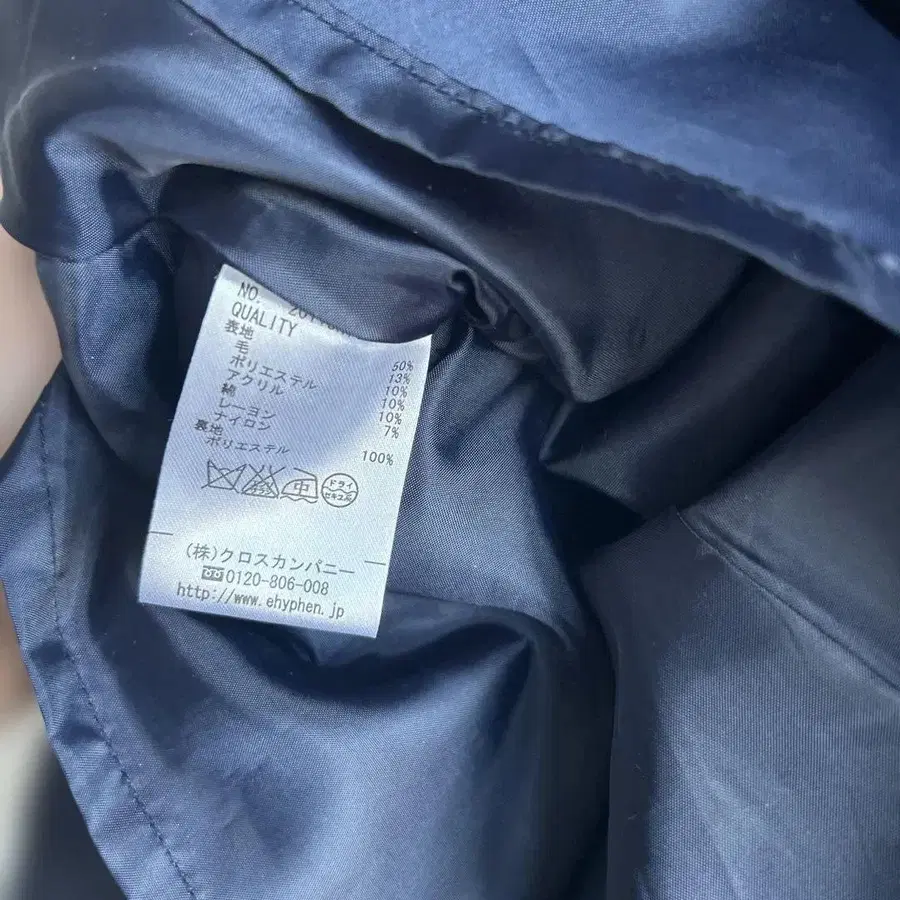 NO.
QUALITY
表地
毛 50%
ポリエステル 13%
アクリル 10%
綿 10%
レーヨン 10%
ナイロン 7%
裏地
ポリエステル 100%
中 ドライ セキユ系
(株)クロスカンパニー
0120-806-008
http://www.ehyphen.jp